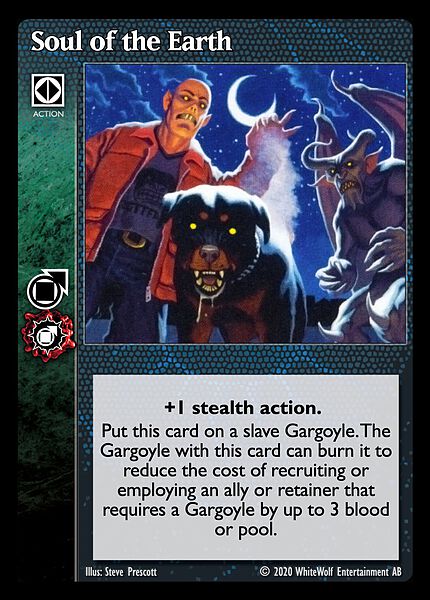 Soul of the Earth
ACTION
+1 stealth action.
Put this card on a slave Gargoyle. The
Gargoyle with this card can burn it to
reduce the cost of recruiting or
employing an ally or retainer that
requires a Gargoyle by up to 3 blood
or pool.
Illus: Steve Prescott © 2020 WhiteWolf Entertainment AB